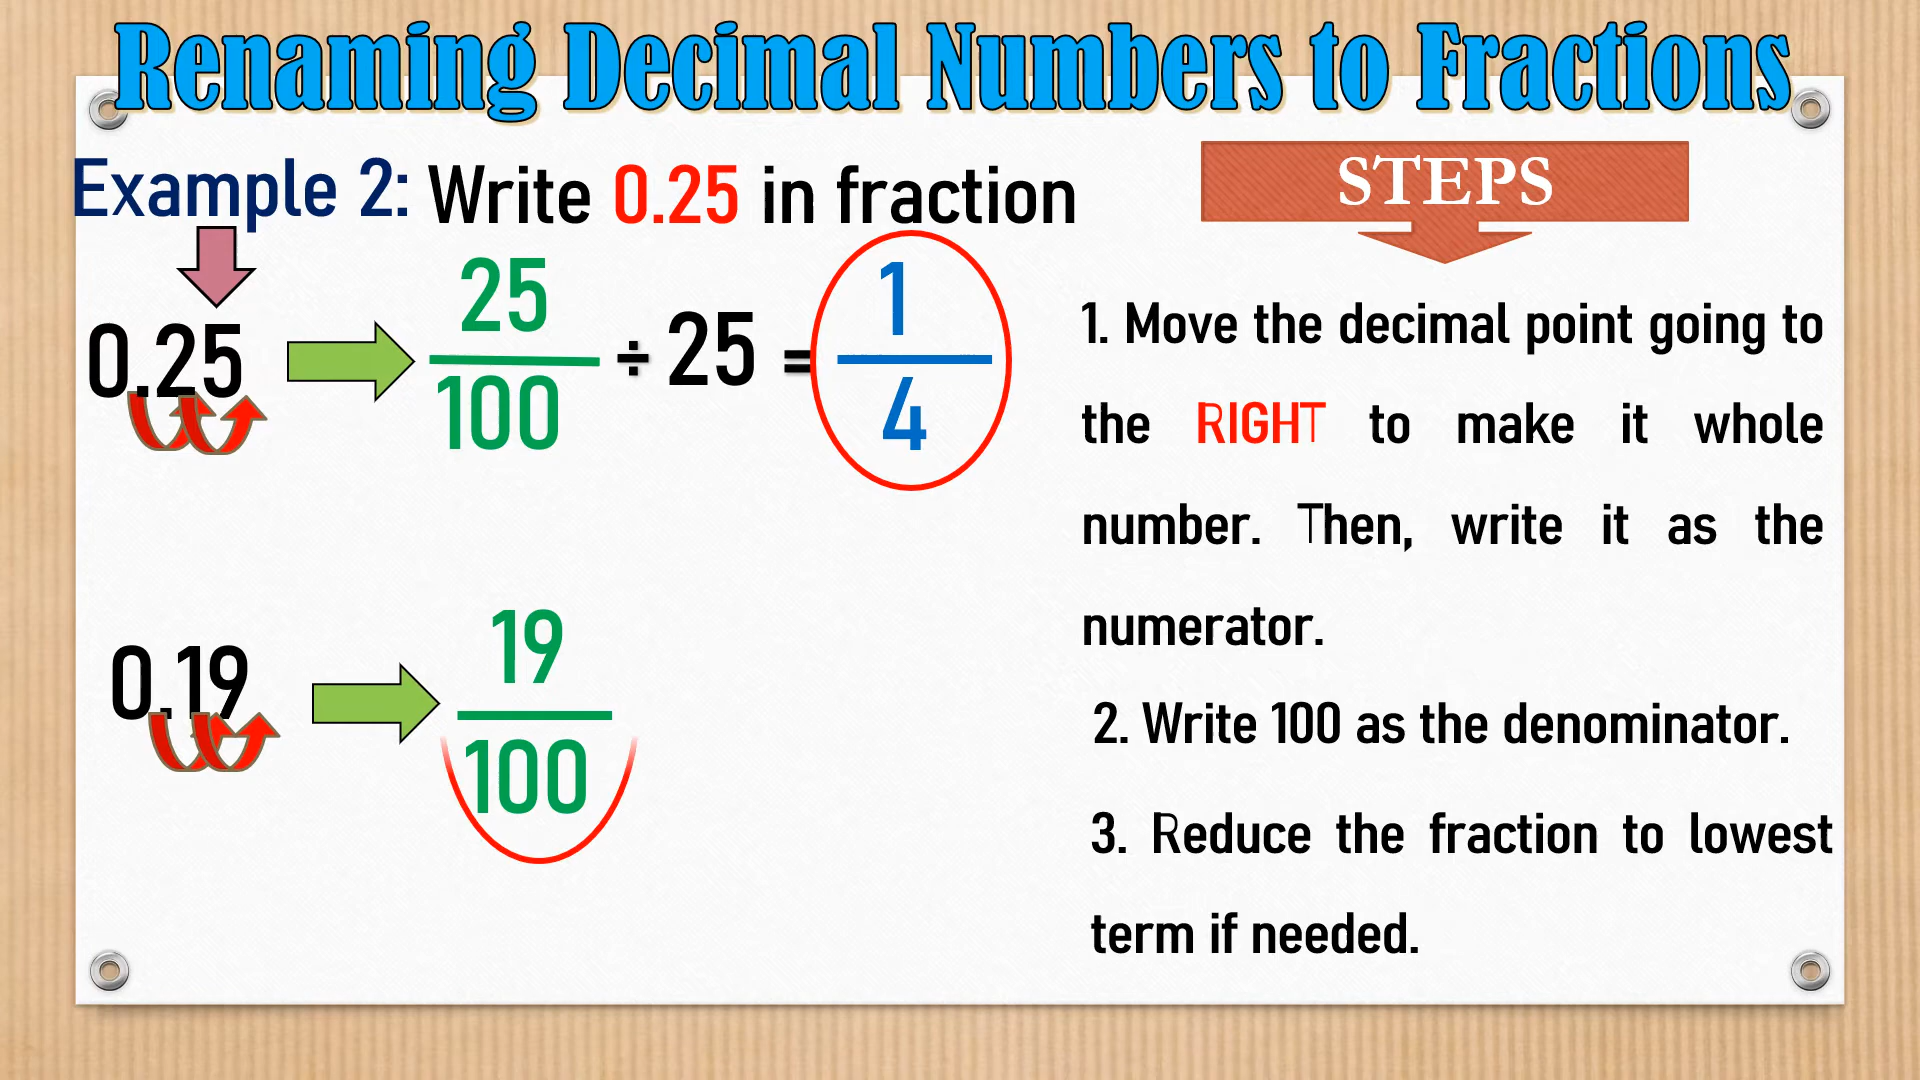 Renaming Decimal Numbers to Fractions
Example 2: Write 0.25 in fraction
0.25
25
100
÷ 25 =
1
4
0.19
19
100
STEPS
1. Move the decimal point going to
the RIGHT to make it whole
number. Then, write it as the
numerator.
2. Write 100 as the denominator.
3. Reduce the fraction to lowest
term if needed.